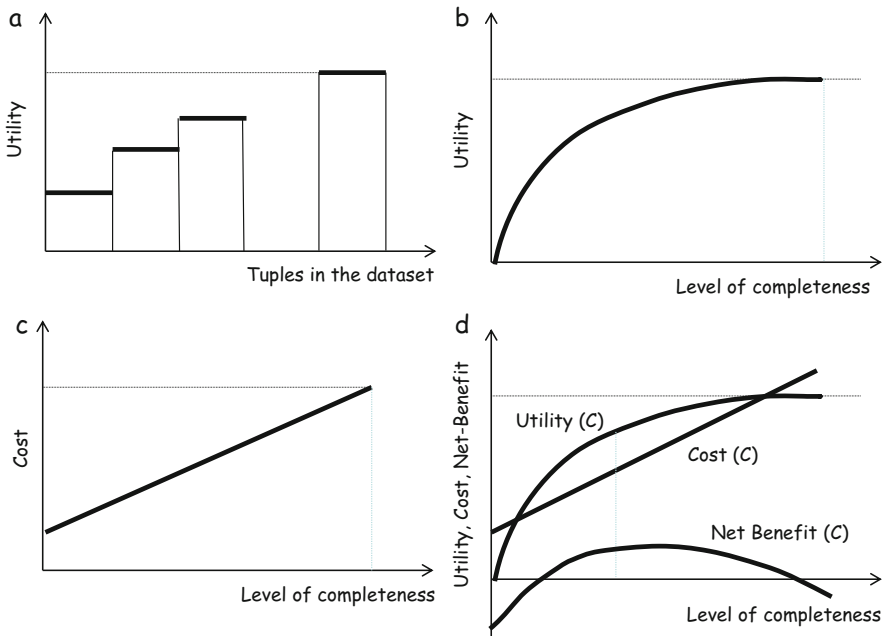 a
Utility
Tuples in the dataset
b
Utility
Level of completeness
c
Cost
Level of completeness
d
Utility, Cost, Net-Benefit
Utility (C)
Cost (C)
Net Benefit (C)
Level of completeness